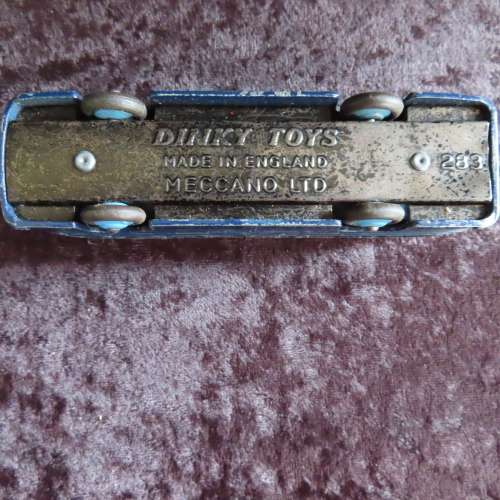 DINKY TOYS
MADE IN ENGLAND
MECCANO LTD
283